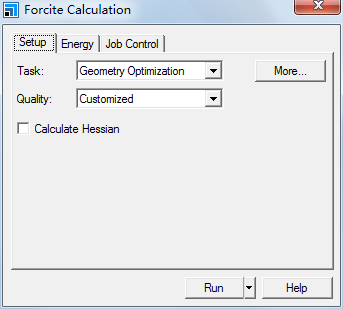 Forcite Calculation
Setup Energy Job Control
Task: Geometry Optimization More...
Quality: Customized
Calculate Hessian
Run Help